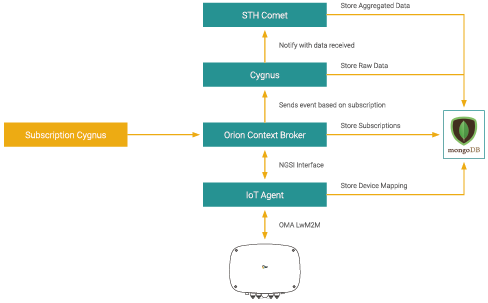 STH Comet
Store Aggregated Data
Notify with data received
Cygnus
Store Raw Data
Sends event based on subscription
Subscription Cygnus
Orion Context Broker
Store Subscriptions
mongoDB
NGSI Interface
IoT Agent
Store Device Mapping
OMA LwM2M